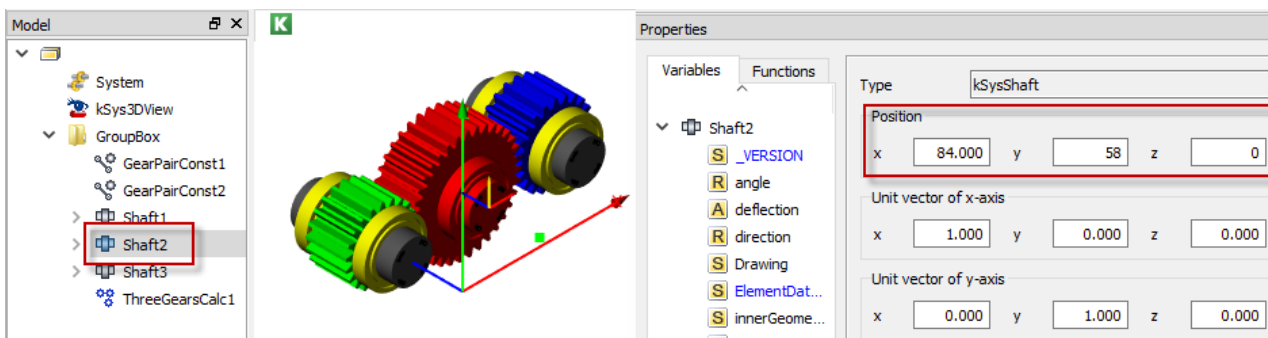 Model
System
kSys3DView
GroupBox
GearPairConst1
GearPairConst2
Shaft1
Shaft2
Shaft3
ThreeGearsCalc1
K
Properties
Variables Functions
Shaft2
S _VERSION
R angle
A deflection
R direction
S Drawing
S ElementDat...
S innerGeome...
Type kSysShaft
Position
x 84.000 y 58 z 0
Unit vector of x-axis
x 1.000 y 0.000 z 0.000
Unit vector of y-axis
x 0.000 y 1.000 z 0.000